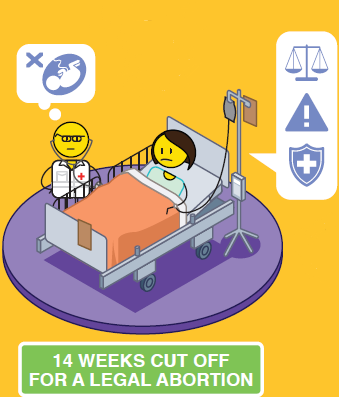 14 WEEKS CUT OFF
FOR A LEGAL ABORTION